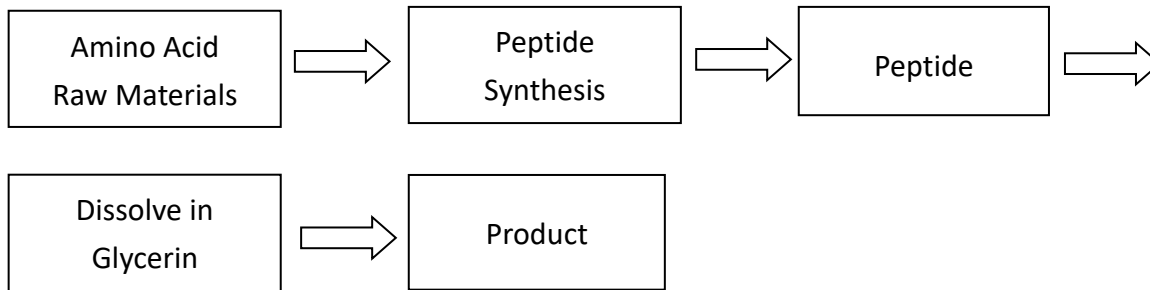 Amino Acid
Raw Materials
Peptide
Synthesis
Peptide
Dissolve in
Glycerin
Product